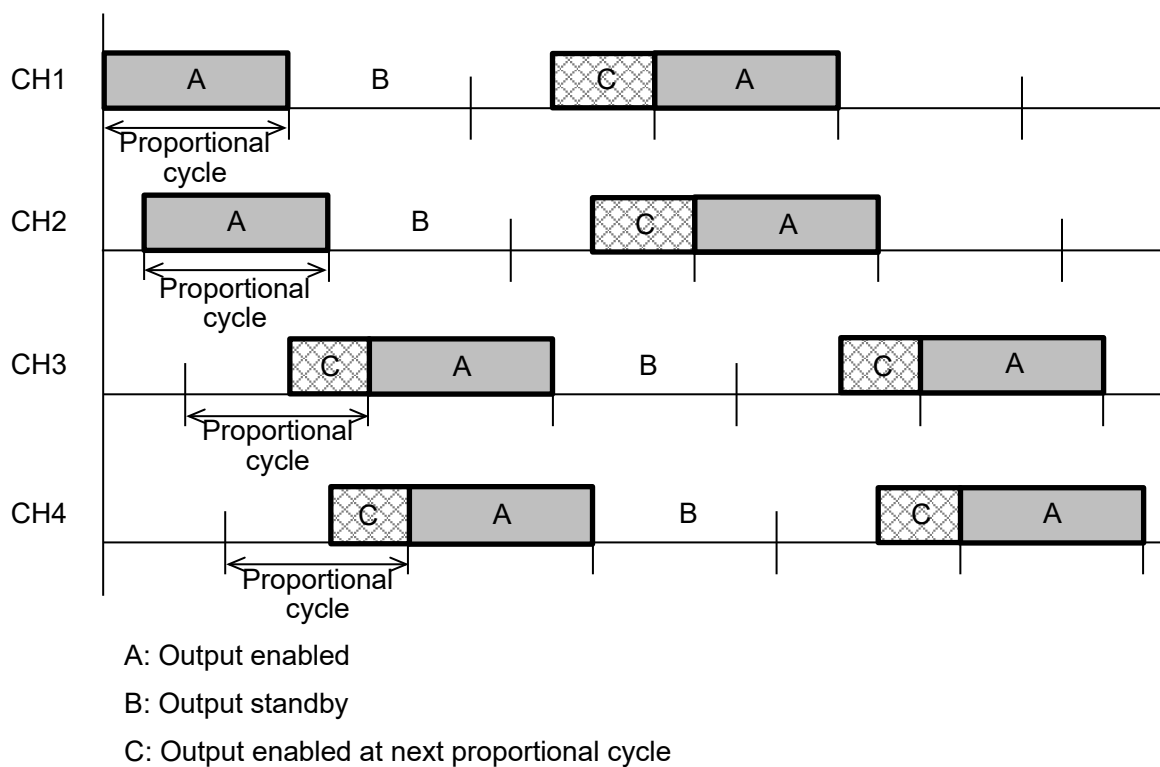 CH1 A B C A
Proportional
cycle
CH2 A B C A
Proportional
cycle
CH3 C A B C A
Proportional
cycle
CH4 C A B C A
Proportional
cycle
A: Output enabled
B: Output standby
C: Output enabled at next proportional cycle